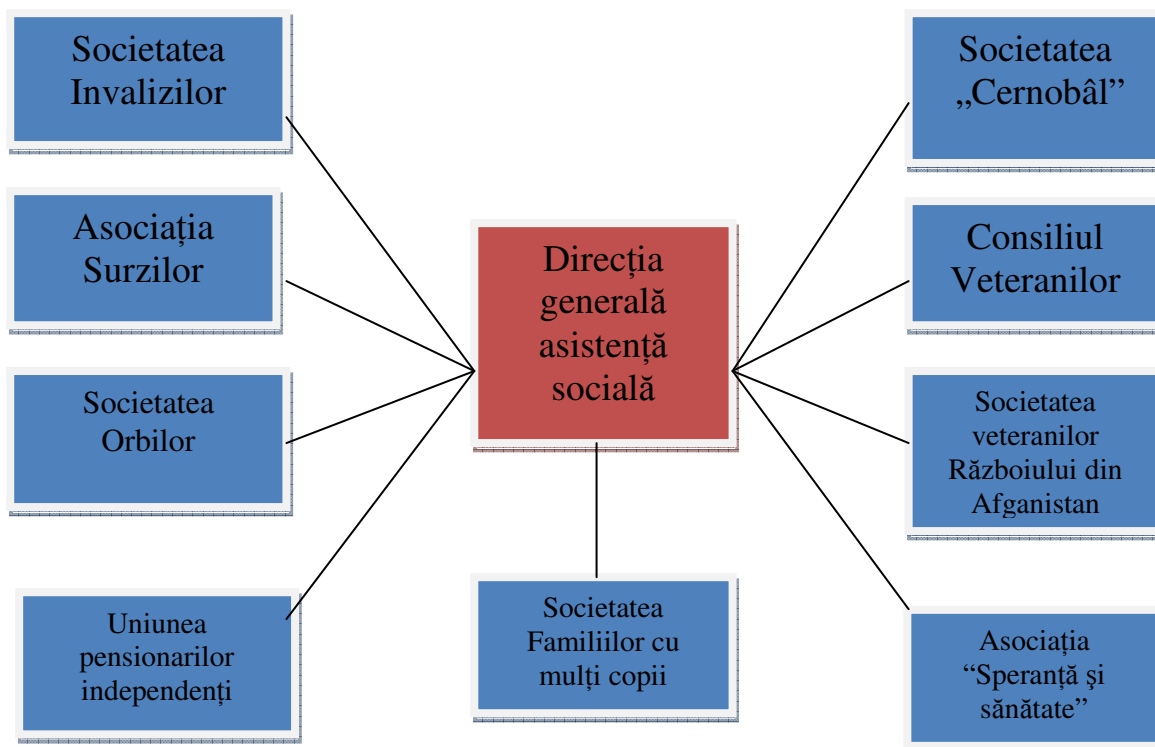 Societatea
Invalizilor
Asociația
Surzilor
Societatea
Orbilor
Uniunea
pensionarilor
independenți
Direcția
generală
asistență
socială
Societatea
Familiilor cu
mulți copii
Societatea
„Cernobâl”
Consiliul
Veteranilor
Societatea
veteranilor
Războiului din
Afganistan
Asociația
“Speranță şi
sănătate”